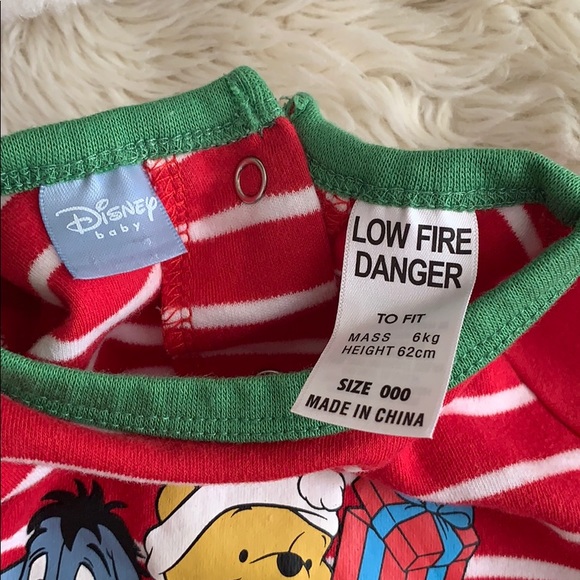 Disney
baby
LOW FIRE
DANGER
TO FIT
MASS 6kg
HEIGHT 62cm
SIZE 000
MADE IN CHINA